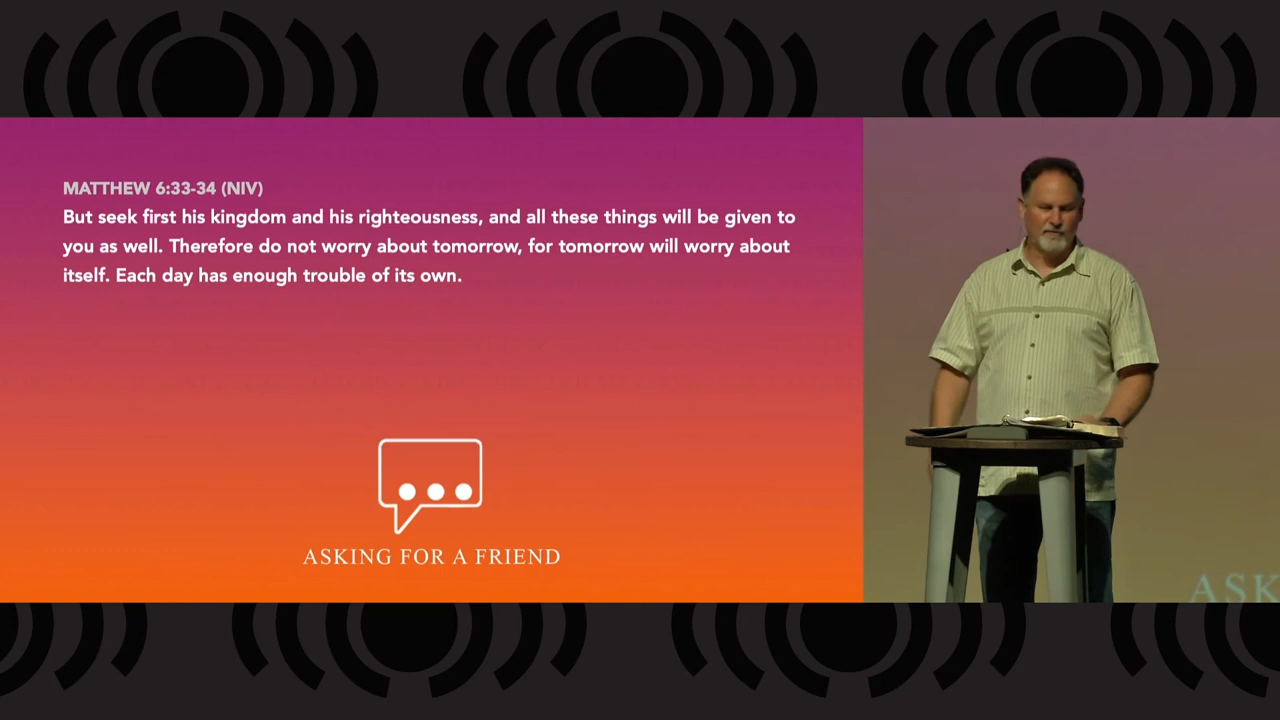 MATTHEW 6:33-34 (NIV)
But seek first his kingdom and his righteousness, and all these things will be given to
you as well. Therefore do not worry about tomorrow, for tomorrow will worry about
itself. Each day has enough trouble of its own.
ASKING FOR A FRIEND
ASK